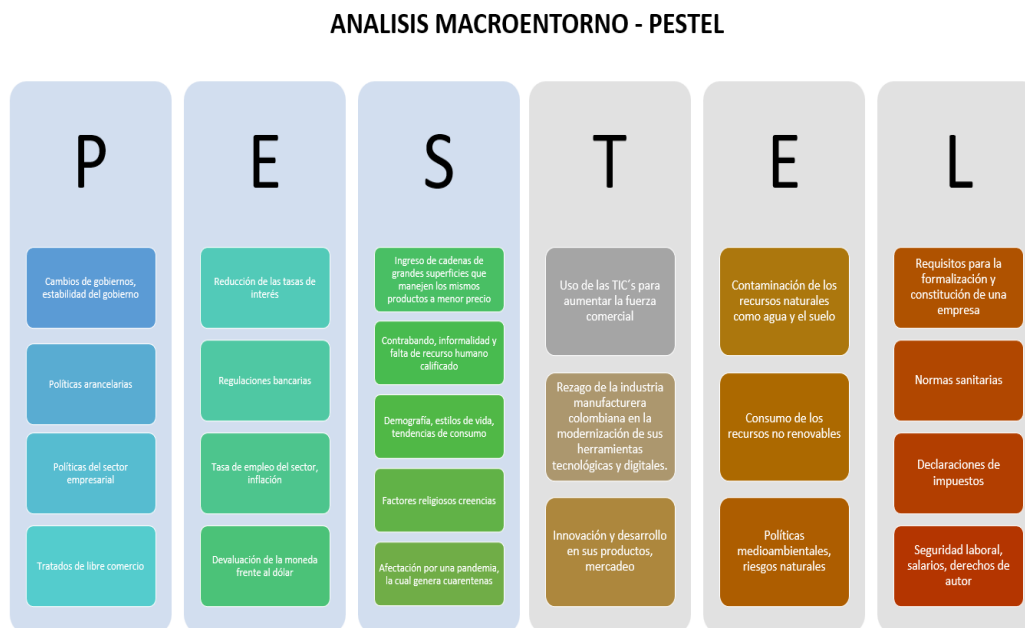 ANALISIS MACROENTORNO - PESTEL
P
Cambios de gobiernos,
estabilidad del gobierno
Políticas arancelarias
Políticas del sector
empresarial
Tratados de libre comercio
E
Reducción de las tasas de
interés
Regulaciones bancarias
Tasa de empleo del sector,
inflación
Devaluación de la moneda
frente al dólar
S
Ingreso de cadenas de
grandes superficies que
manejen los mismos
productos a menor precio
Contrabando, informalidad y
falta de recurso humano
calificado
Demografía, estilos de vida,
tendencias de consumo
Factores religiosos creencias
Afectación por una pandemia,
la cual genera cuarentenas
T
Uso de las TIC´s para
aumentar la fuerza
comercial
Rezago de la industria
manufacturera
colombiana en la
modernización de sus
herramientas
tecnológicas y digitales.
Innovación y desarrollo
en sus productos,
mercadeo
E
Contaminación de los
recursos naturales
como agua y el suelo
Consumo de los
recursos no renovables
Políticas
medioambientales,
riesgos naturales
L
Requisitos para la
formalización y
constitución de una
empresa
Normas sanitarias
Declaraciones de
impuestos
Seguridad laboral,
salarios, derechos de
autor